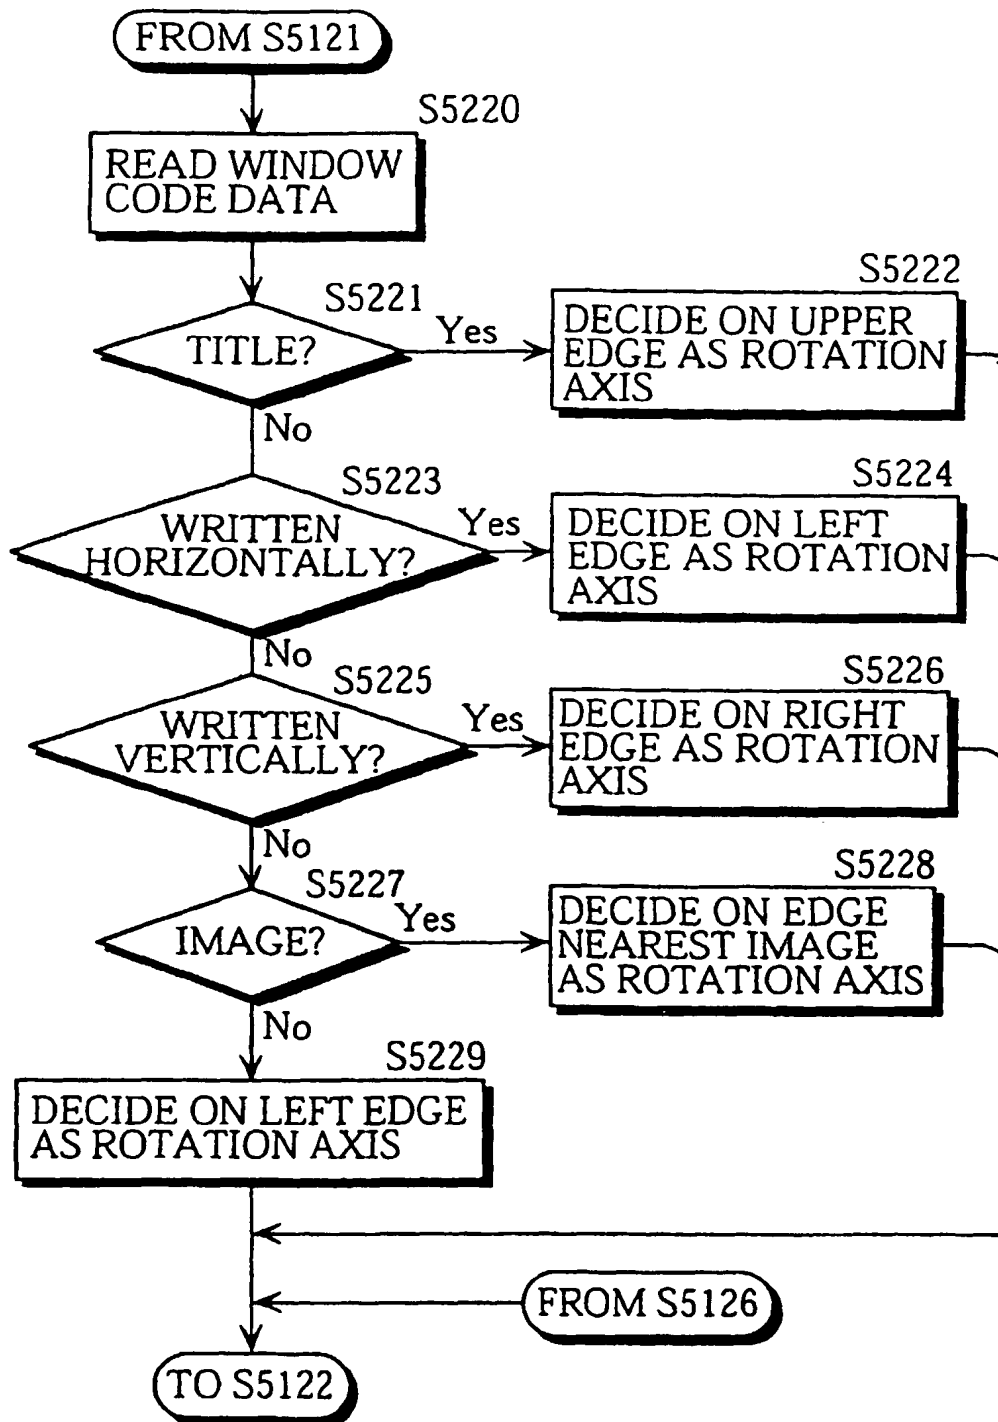 FROM S5121
S5220
READ WINDOW
CODE DATA
S5221
TITLE?
Yes
S5222
DECIDE ON UPPER
EDGE AS ROTATION
AXIS
No
S5223
WRITTEN
HORIZONTALLY?
Yes
S5224
DECIDE ON LEFT
EDGE AS ROTATION
AXIS
No
S5225
WRITTEN
VERTICALLY?
Yes
S5226
DECIDE ON RIGHT
EDGE AS ROTATION
AXIS
No
S5227
IMAGE?
Yes
S5228
DECIDE ON EDGE
NEAREST IMAGE
AS ROTATION AXIS
No
S5229
DECIDE ON LEFT EDGE
AS ROTATION AXIS
FROM S5126
TO S5122